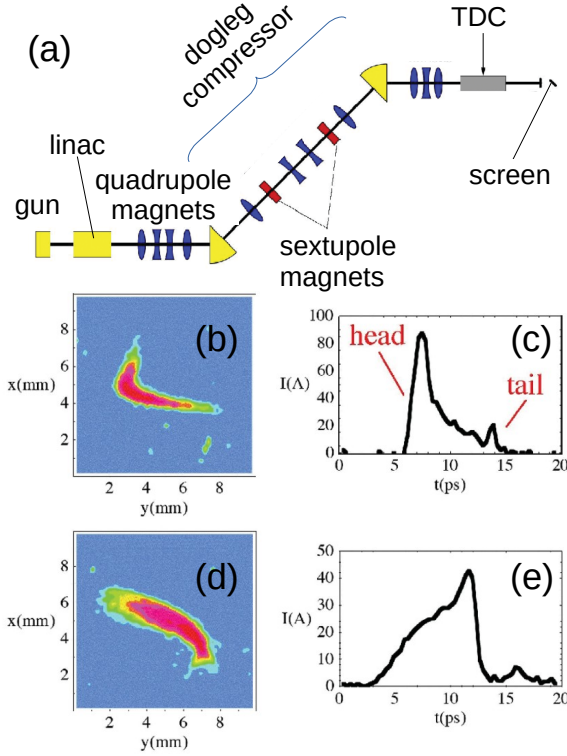 (a)
dogleg
compressor
TDC
linac
quadrupole
magnets
gun
screen
sextupole
magnets
(b)
8
6
4
2
x(mm)
2 4 6 8
y(mm)
(c)
100
80
60
40
20
0
I(A)
head
tail
0 5 10 15 20
t(ps)
(d)
8
6
4
2
x(mm)
2 4 6 8
y(mm)
(e)
50
40
30
20
10
0
I(A)
0 5 10 15 20
t(ps)